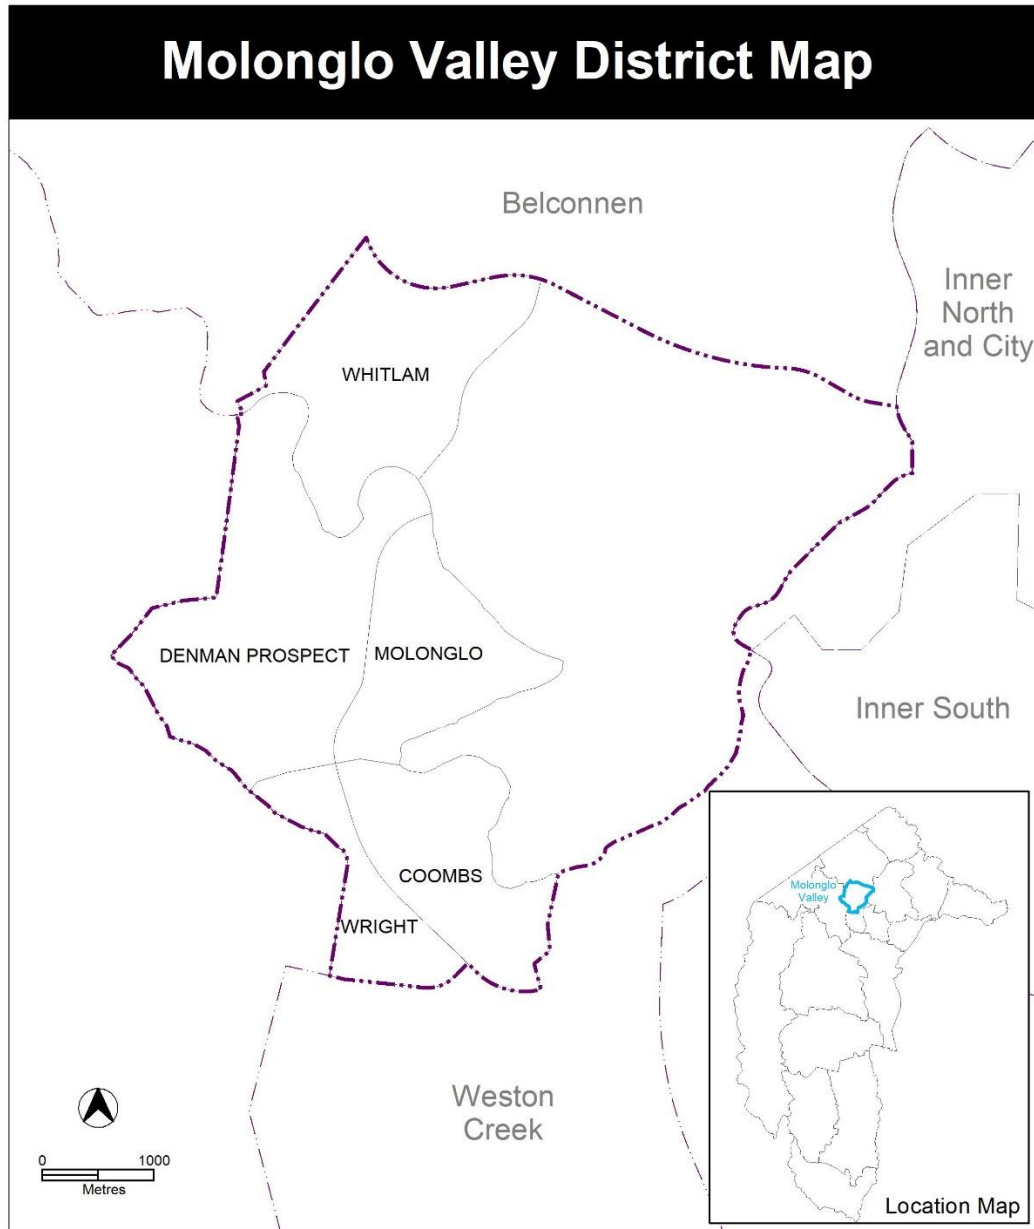 Molonglo Valley District Map
Belconnen
Inner
North
and City
WHITLAM
DENMAN PROSPECT
MOLONGLO
Inner South
COOMBS
WRIGHT
Weston
Creek
0
1000
Metres
Molonglo
Valley
Location Map